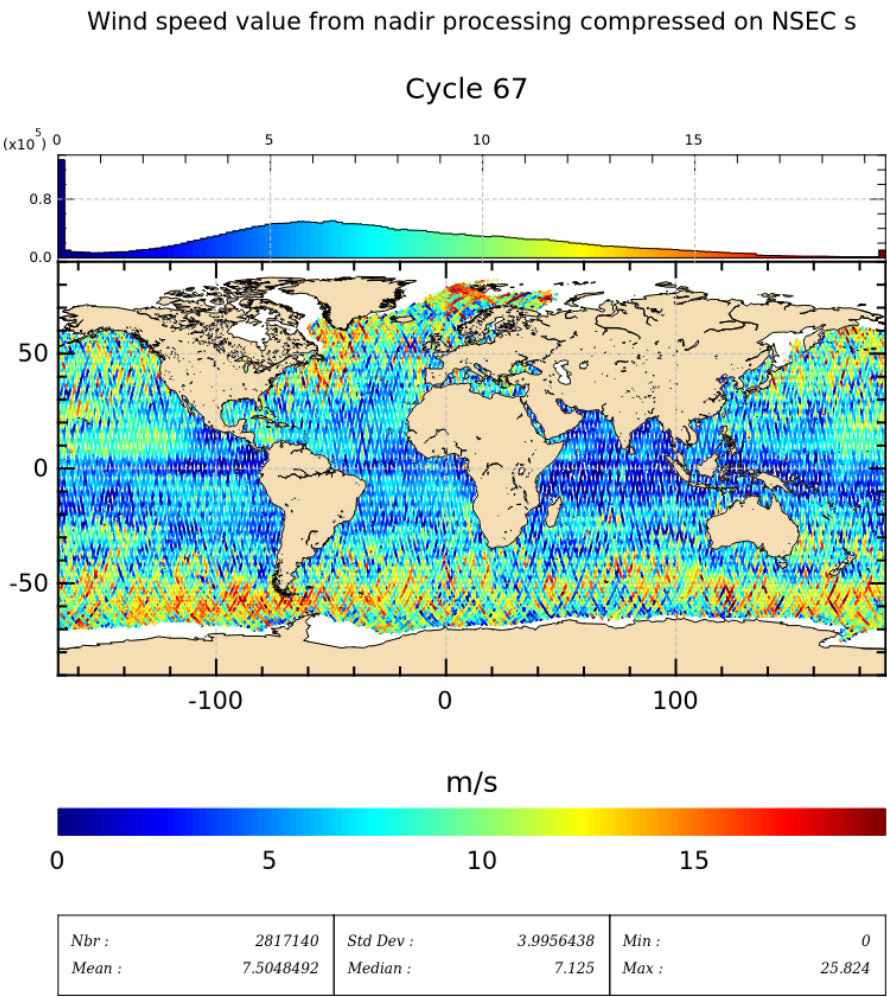 Wind speed value from nadir processing compressed on NSEC s
Cycle 67
(x10^5) 0 5 10 15
0.8
0.0
50
0
-50
-100 0 100
m/s
0 5 10 15
Nbr : 2817140 Std Dev : 3.9956438 Min : 0
Mean : 7.5048492 Median : 7.125 Max : 25.824